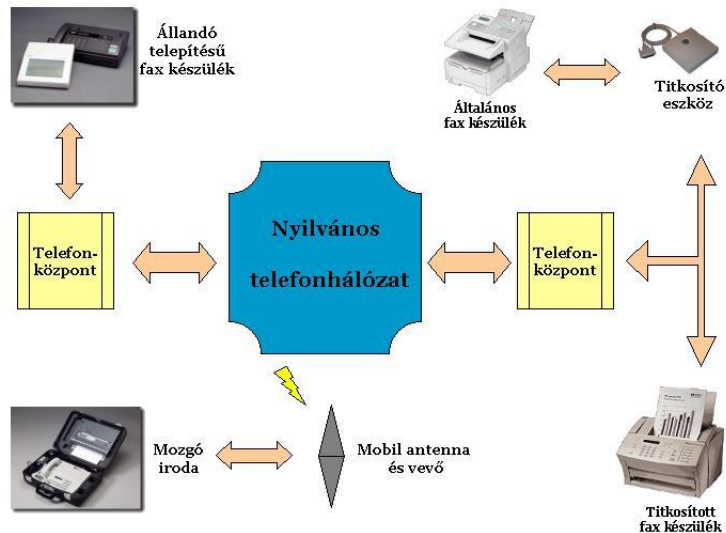 Állandó
telepítésű
fax készülék
Általános
fax készülék
Titkosító
eszköz
Telefon-
központ
Nyilvános
telefonhálózat
Telefon-
központ
Mozgó
iroda
Mobil antenna
és vevő
Titkosított
fax készülék